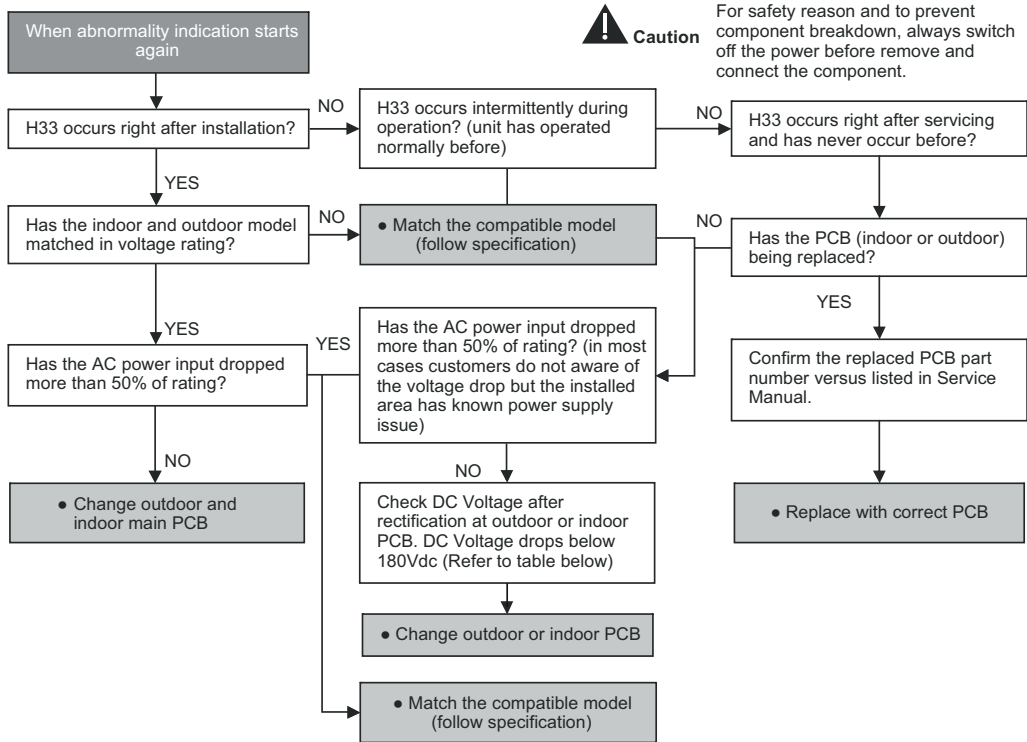 When abnormality indication starts
again
Caution
For safety reason and to prevent
component breakdown, always switch
off the power before remove and
connect the component.
H33 occurs right after installation?
NO
H33 occurs intermittently during
operation? (unit has operated
normally before)
NO
H33 occurs right after servicing
and has never occur before?
YES
Has the indoor and outdoor model
matched in voltage rating?
NO
● Match the compatible model
(follow specification)
NO
Has the PCB (indoor or outdoor)
being replaced?
YES
YES
Has the AC power input dropped
more than 50% of rating?
YES
Has the AC power input dropped
more than 50% of rating? (in most
cases customers do not aware of
the voltage drop but the installed
area has known power supply
issue)
Confirm the replaced PCB part
number versus listed in Service
Manual.
NO
● Change outdoor and
indoor main PCB
NO
Check DC Voltage after
rectification at outdoor or indoor
PCB. DC Voltage drops below
180Vdc (Refer to table below)
● Replace with correct PCB
● Change outdoor or indoor PCB
● Match the compatible model
(follow specification)